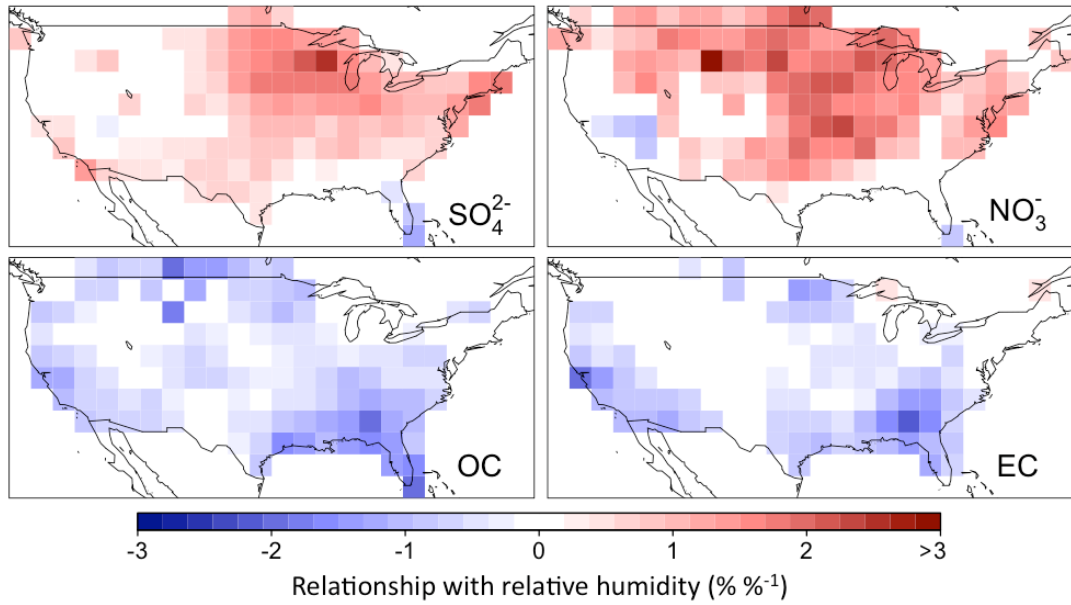 SO₄²⁻
NO₃⁻
OC
EC
-3 -2 -1 0 1 2 >3
Relationship with relative humidity (% %⁻¹)